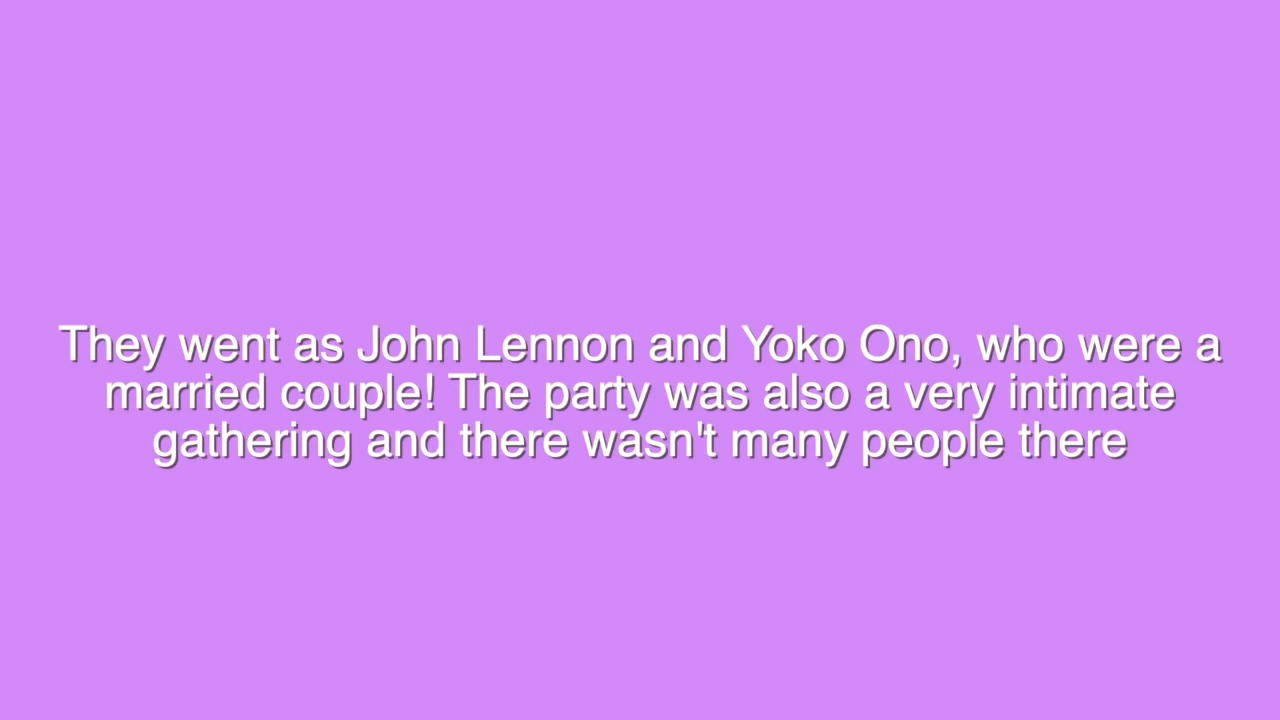 They went as John Lennon and Yoko Ono, who were a
married couple! The party was also a very intimate
gathering and there wasn't many people there